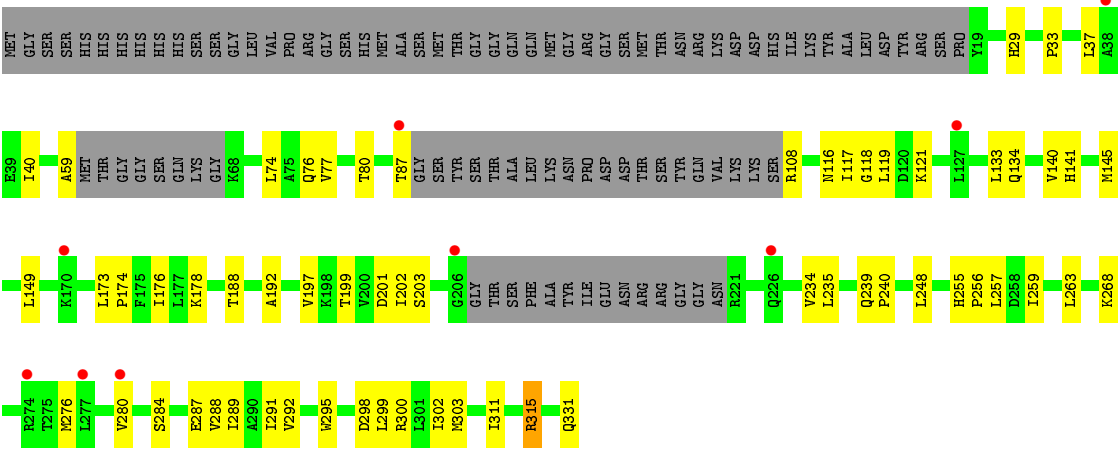 MET GLY SER SER HIS HIS HIS HIS HIS HIS SER SER GLY LEU VAL PRO ARG GLY SER HIS MET ALA SER MET THR GLY GLY GLN GLN MET GLY ARG GLY SER MET THR ASN ARG LYS ASP ASP HIS ILE LYS TYR ALA LEU ASP TYR ARG SER PRO Y19 H29 P33 L37 A38
E39 I40 A59 MET THR GLY GLY SER GLN LYS GLY K68 L74 A75 Q76 V77 T80 T87 GLY SER TYR SER THR ALA LEU LYS ASN PRO ASP ASP THR SER TYR GLN VAL LYS LYS SER R108 N116 I117 G118 L119 D120 K121 L127 L133 Q134 V140 H141 M145
L149 K170 L173 P174 F175 I176 L177 K178 T188 A192 V197 K198 T199 V200 D201 I202 S203 G206 GLY THR SER PHE ALA TYR ILE GLU ASN ARG ARG GLY GLY ASN R221 Q226 V234 L235 Q239 P240 L248 H255 P256 L257 D258 I259 L263 K268
R274 T275 M276 L277 V280 S284 E287 V288 I289 A290 I291 V292 W295 D298 L299 R300 L301 I302 M303 I311 R315 Q331